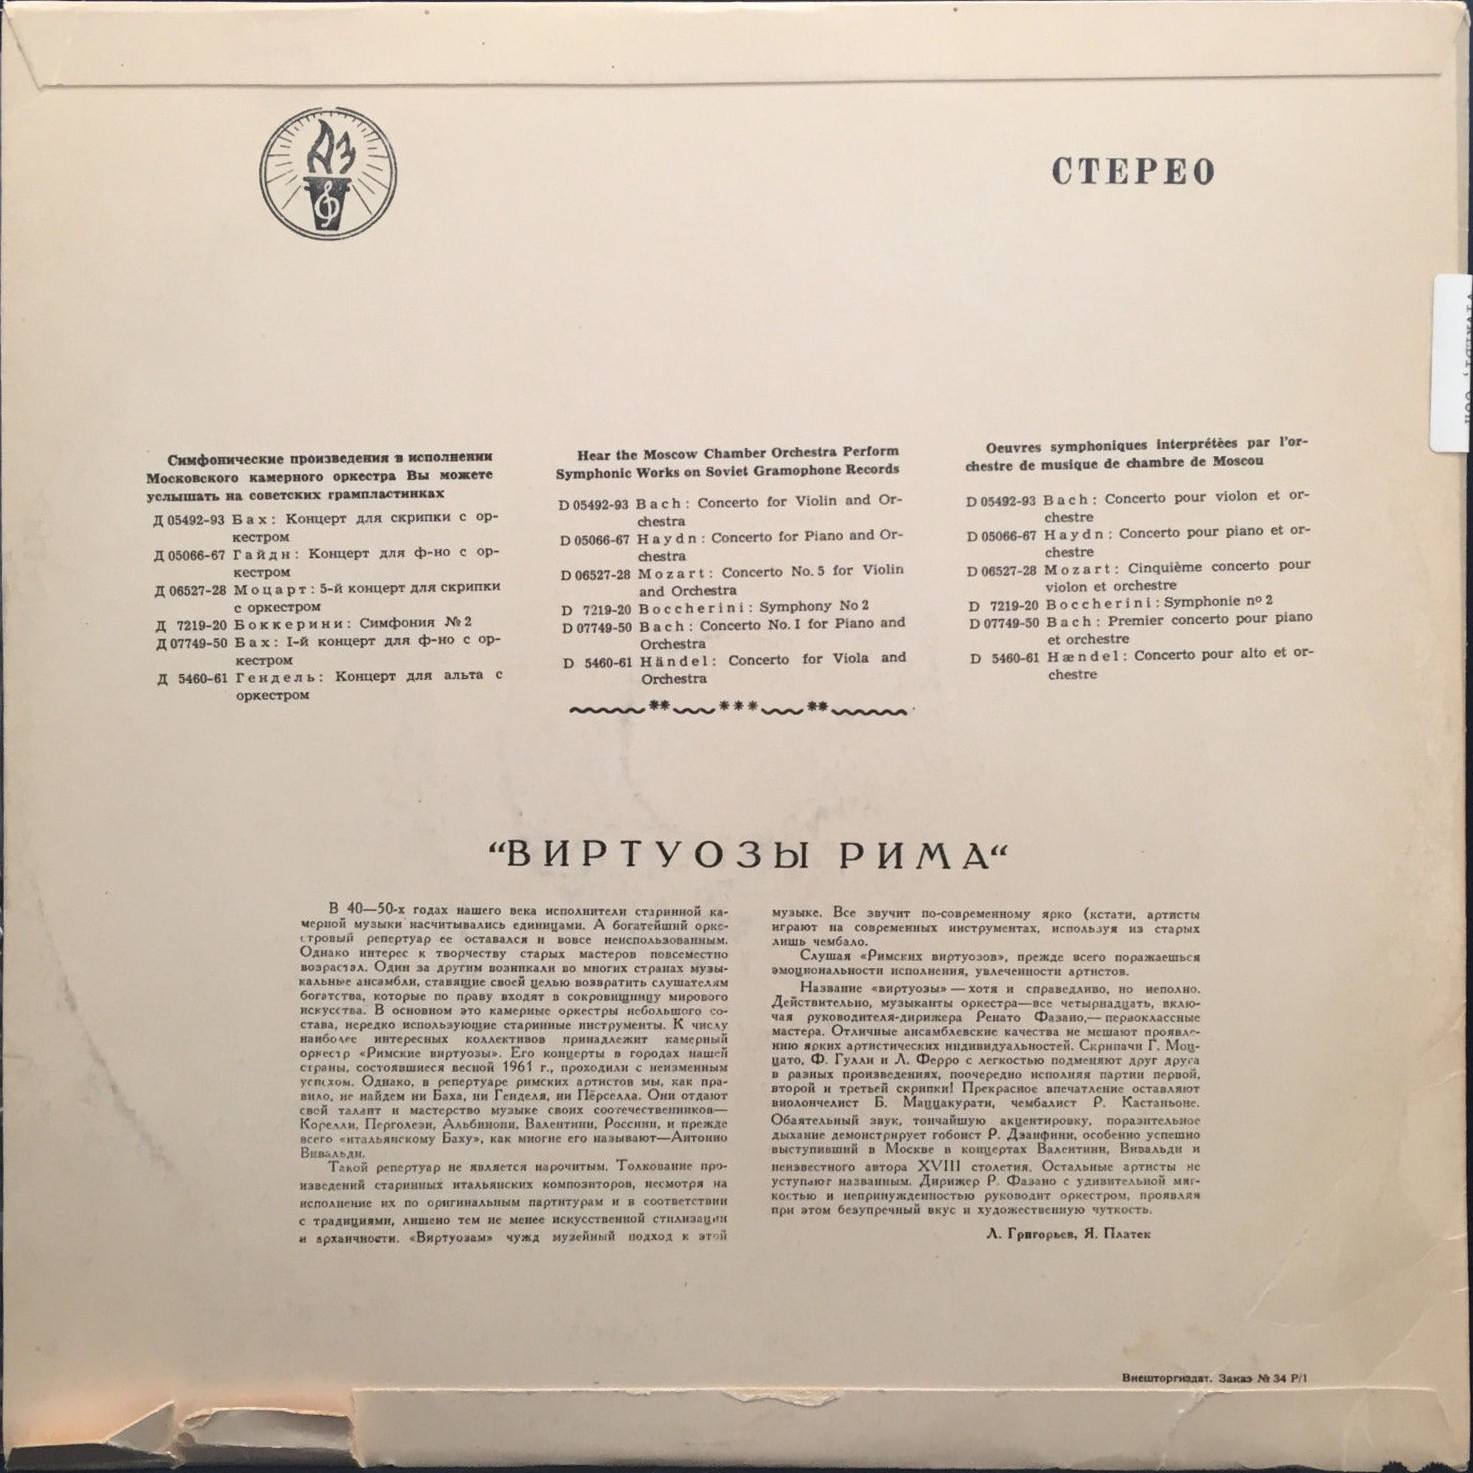 ДЗ
СТЕРЕО
Симфонические произведения в исполнении
Московского камерного оркестра Вы можете
услышать на советских грампластинках
Д 05492-93 Бах: Концерт для скрипки с ор-
кестром
Д 05066-67 Гайдн: Концерт для ф-но с ор-
кестром
Д 06527-28 Моцарт: 5-й концерт для скрипки
с оркестром
Д 7219-20 Боккерини: Симфония № 2
Д 07749-50 Бах: I-й концерт для ф-но с ор-
кестром
Д 5460-61 Гендель: Концерт для альта с
оркестром
Hear the Moscow Chamber Orchestra Perform
Symphonic Works on Soviet Gramophone Records
D 05492-93 Bach: Concerto for Violin and Or-
chestra
D 05066-67 Haydn: Concerto for Piano and Or-
chestra
D 06527-28 Mozart: Concerto No. 5 for Violin
and Orchestra
D 7219-20 Boccherini: Symphony No 2
D 07749-50 Bach: Concerto No. I for Piano and
Orchestra
D 5460-61 Händel: Concerto for Viola and
Orchestra
Oeuvres symphoniques interprétèes par l'or-
chestre de musique de chambre de Moscou
D 05492-93 Bach: Concerto pour violon et or-
chestre
D 05066-67 Haydn: Concerto pour piano et or-
chestre
D 06527-28 Mozart: Cinquième concerto pour
violon et orchestre
D 7219-20 Boccherini: Symphonie nº 2
D 07749-50 Bach: Premier concerto pour piano
et orchestre
D 5460-61 Hændel: Concerto pour alto et or-
chestre
“ВИРТУОЗЫ РИМА“
В 40—50-х годах нашего века исполнители старинной ка-
мерной музыки насчитывались единицами. А богатейший орке-
стровый репертуар ее оставался и вовсе неиспользованным.
Однако интерес к творчеству старых мастеров повсеместно
возрастал. Один за другим возникали во многих странах музы-
кальные ансамбли, ставящие своей целью возвратить слушателям
богатства, которые по праву входят в сокровищницу мирового
искусства. В основном это камерные оркестры небольшого со-
става, нередко использующие старинные инструменты. К числу
наиболее интересных коллективов принадлежит камерный
оркестр «Римские виртуозы». Его концерты в городах нашей
страны, состоявшиеся весной 1961 г., проходили с неизменным
успехом. Однако, в репертуаре римских артистов мы, как пра-
вило, не найдем ни Баха, ни Генделя, ни Пёрселла. Они отдают
свой талант и мастерство музыке своих соотечественников—
Корелли, Перголези, Альбинони, Валентини, Россини, и прежде
всего «итальянскому Баху», как многие его называют—Антонио
Вивальди.
Такой репертуар не является нарочитым. Толкование про-
изведений старинных итальянских композиторов, несмотря на
исполнение их по оригинальным партитурам и в соответствии
с традициями, лишено тем не менее искусственной стилизации
и архаичности. «Виртуозам» чужд музейный подход к этой
музыке. Все звучит по-современному ярко (кстати, артисты
играют на современных инструментах, используя из старых
лишь чембало.
Слушая «Римских виртуозов», прежде всего поражаешься
эмоциональности исполнения, увлеченности артистов.
Название «виртуозы» — хотя и справедливо, но неполно.
Действительно, музыканты оркестра—все четырнадцать, вклю-
чая руководителя-дирижера Ренато Фазано,— первоклассные
мастера. Отличные ансамблевские качества не мешают проявле-
нию ярких артистических индивидуальностей. Скрипачи Г. Моц-
цато, Ф. Гулли и Л. Ферро с легкостью подменяют друг друга
в разных произведениях, поочередно исполняя партии первой,
второй и третьей скрипки! Прекрасное впечатление оставляют
виолончелист Б. Маццакурати, чембалист Р. Кастаньоне.
Обаятельный звук, тончайшую акцентировку, поразительное
дыхание демонстрирует гобоист Р. Дзанфини, особенно успешно
выступивший в Москве в концертах Валентини, Вивальди и
неизвестного автора XVIII столетия. Остальные артисты не
уступают названным. Дирижер Р. Фазано с удивительной мяг-
костью и непринужденностью руководит оркестром, проявляя
при этом безупречный вкус и художественную чуткость.
Л. Григорьев, Я. Платек
Внешторгиздат. Заказ № 34 Р/1